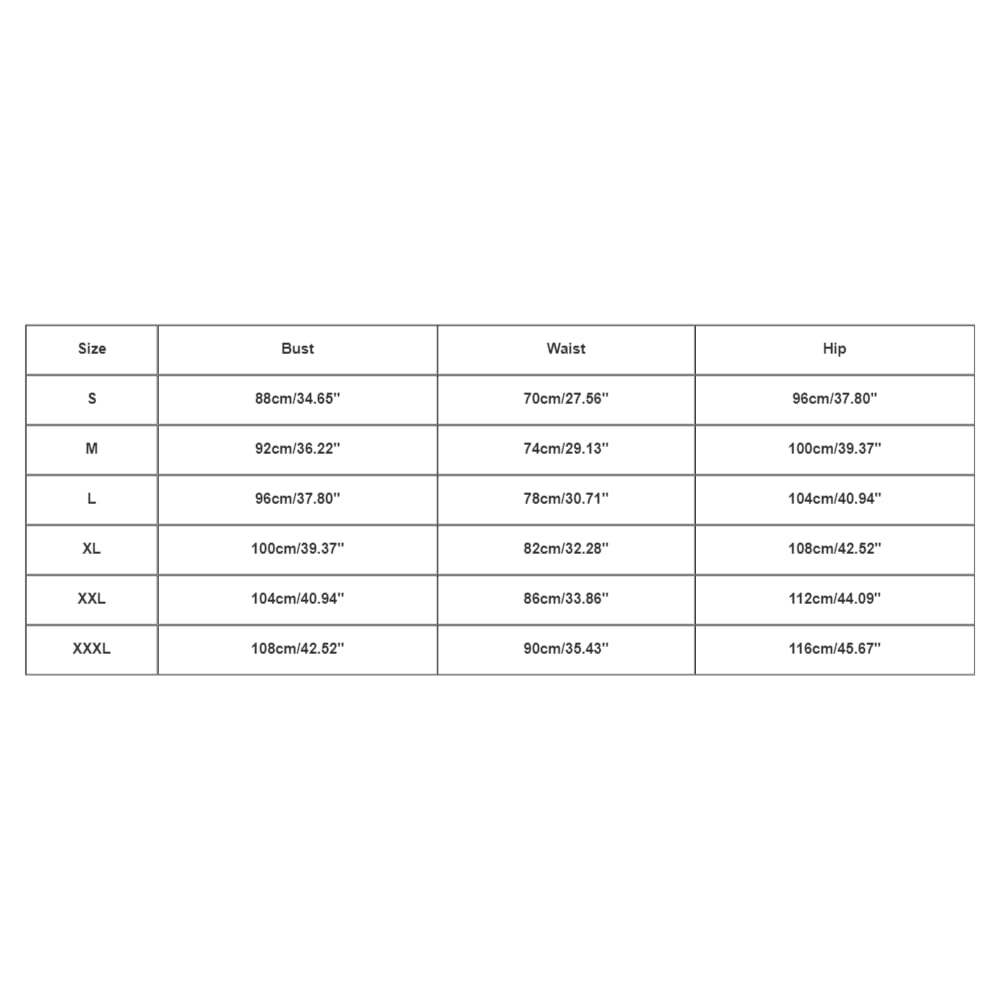 Size Bust Waist Hip
S 88cm/34.65" 70cm/27.56" 96cm/37.80"
M 92cm/36.22" 74cm/29.13" 100cm/39.37"
L 96cm/37.80" 78cm/30.71" 104cm/40.94"
XL 100cm/39.37" 82cm/32.28" 108cm/42.52"
XXL 104cm/40.94" 86cm/33.86" 112cm/44.09"
XXXL 108cm/42.52" 90cm/35.43" 116cm/45.67"